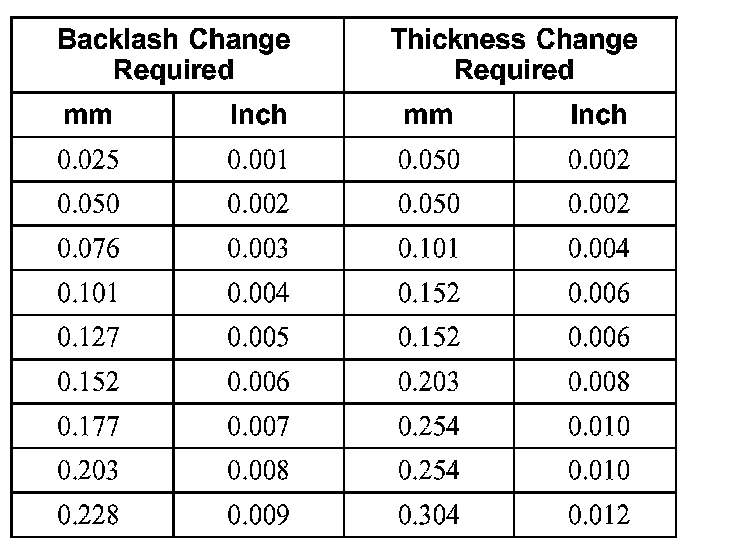 Backlash Change Thickness Change
Required Required
mm Inch mm Inch
0.025 0.001 0.050 0.002
0.050 0.002 0.050 0.002
0.076 0.003 0.101 0.004
0.101 0.004 0.152 0.006
0.127 0.005 0.152 0.006
0.152 0.006 0.203 0.008
0.177 0.007 0.254 0.010
0.203 0.008 0.254 0.010
0.228 0.009 0.304 0.012